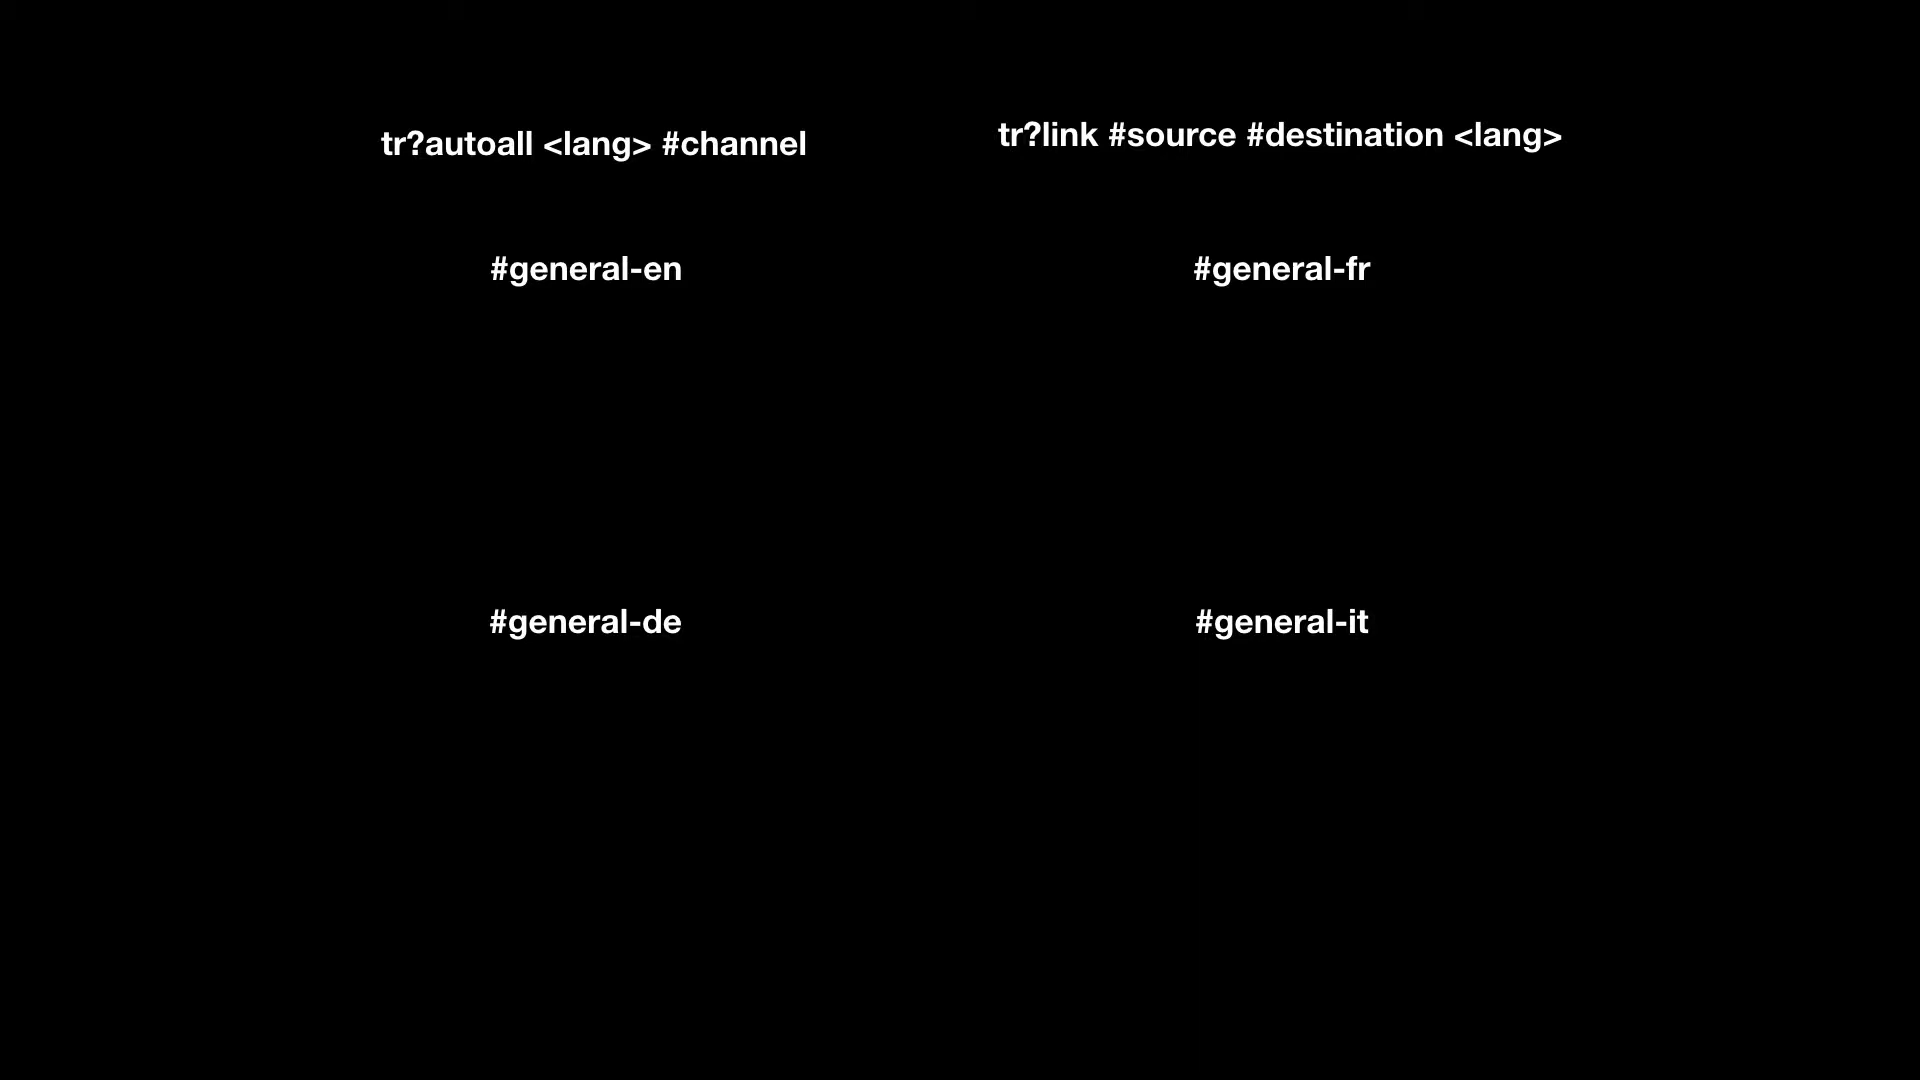 tr?autoall <lang> #channel
tr?link #source #destination <lang>
#general-en
#general-fr
#general-de
#general-it